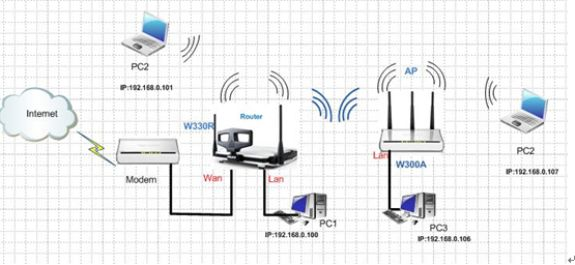 PC2
IP:192.168.0.101
Internet
Modem
W330R
Router
Wan
Lan
PC1
IP:192.168.0.100
AP
Lan
W300A
PC3
IP:192.168.0.106
PC2
IP:192.168.0.107